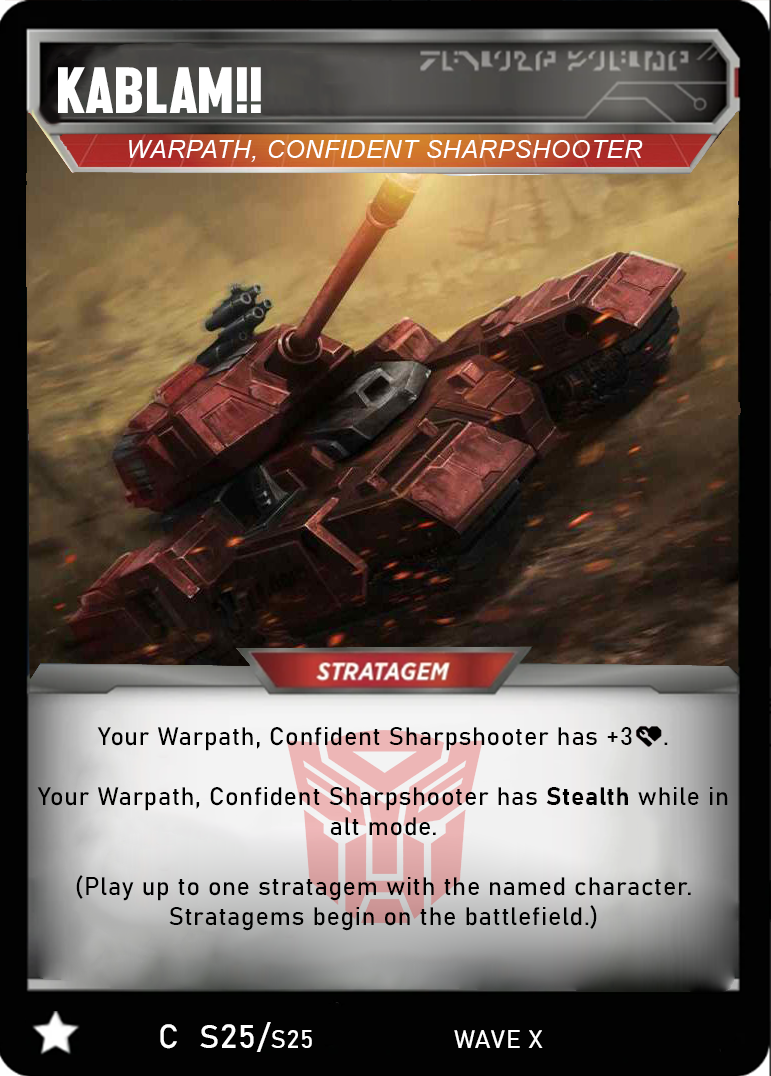 KABLAM!!
WARPATH, CONFIDENT SHARPSHOOTER
STRATAGEM
Your Warpath, Confident Sharpshooter has +3.
Your Warpath, Confident Sharpshooter has Stealth while in
alt mode.
(Play up to one stratagem with the named character.
Stratagems begin on the battlefield.)
C S25/S25 WAVE X